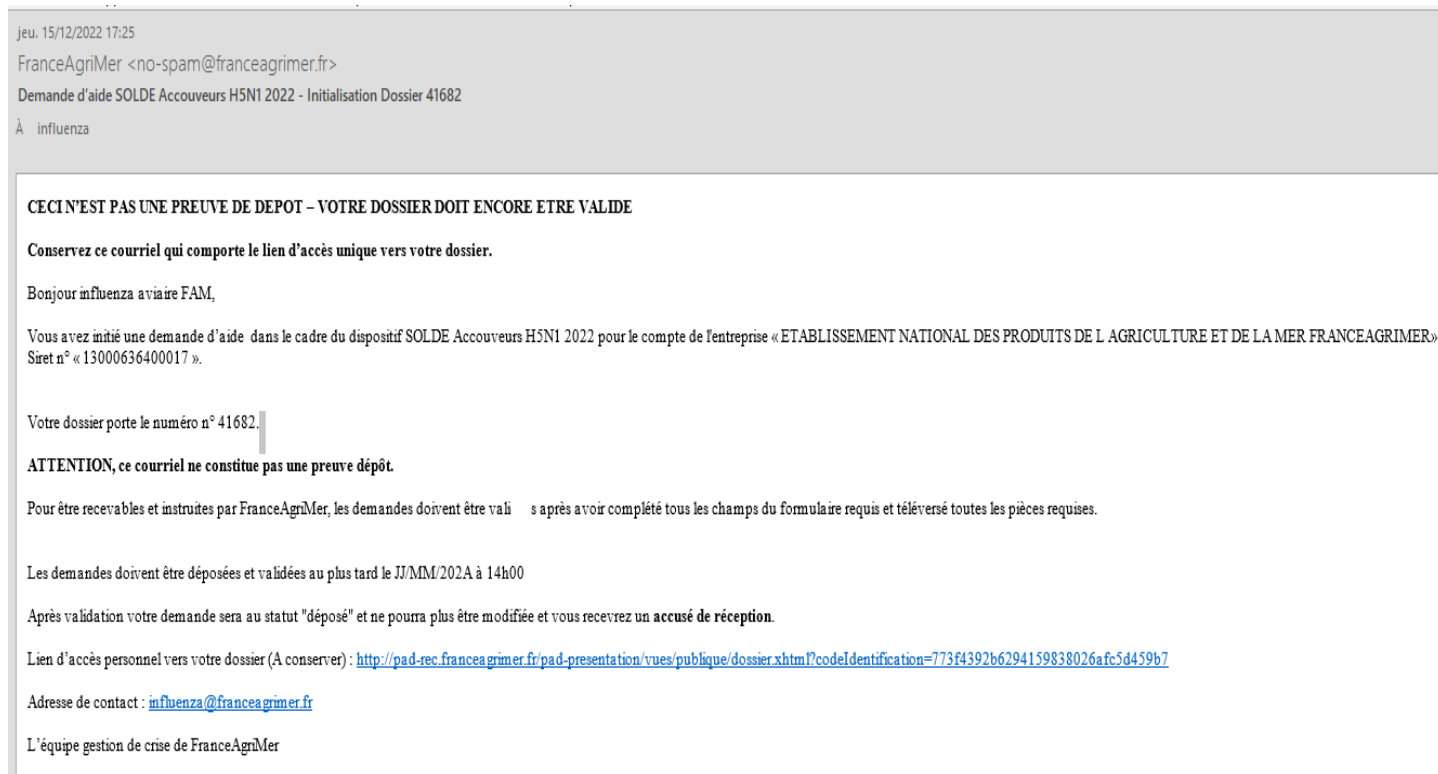 jeu. 15/12/2022 17:25
FranceAgriMer <no-spam@franceagrimer.fr>
Demande d'aide SOLDE Accouveurs H5N1 2022 - Initialisation Dossier 41682
À influenza
CECI N'EST PAS UNE PREUVE DE DEPOT – VOTRE DOSSIER DOIT ENCORE ETRE VALIDE
Conservez ce courriel qui comporte le lien d'accès unique vers votre dossier.
Bonjour influenza aviaire FAM,
Vous avez initié une demande d'aide dans le cadre du dispositif SOLDE Accouveurs H5N1 2022 pour le compte de l'entreprise « ETABLISSEMENT NATIONAL DES PRODUITS DE L AGRICULTURE ET DE LA MER FRANCEAGRIMER»
Siret n° « 13000636400017 ».
Votre dossier porte le numéro n° 41682.
ATTENTION, ce courriel ne constitue pas une preuve dépôt.
Pour être recevables et instruites par FranceAgriMer, les demandes doivent être vali s après avoir complété tous les champs du formulaire requis et téléversé toutes les pièces requises.
Les demandes doivent être déposées et validées au plus tard le JJ/MM/202A à 14h00
Après validation votre demande sera au statut "déposé" et ne pourra plus être modifiée et vous recevrez un accusé de réception.
Lien d'accès personnel vers votre dossier (A conserver) : http://pad-rec.franceagrimer.fr/pad-presentation/vues/publique/dossier.xhtml?codeIdentification=773f4392b6294159838026afc5d459b7
Adresse de contact : influenza@franceagrimer.fr
L'équipe gestion de crise de FranceAgriMer